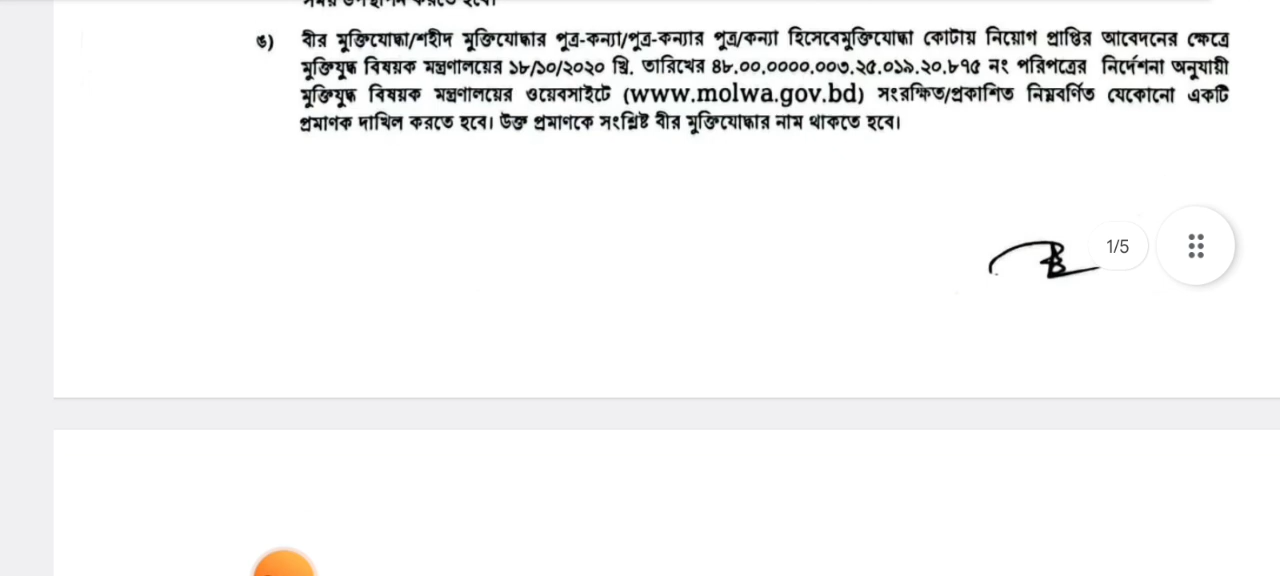 ঙ) বীর মুক্তিযোদ্ধা/শহীদ মুক্তিযোদ্ধার পুত্র-কন্যা/পুত্র-কন্যার পুত্র/কন্যা হিসেবেমুক্তিযোদ্ধা কোটায় নিয়োগ প্রাপ্তির আবেদনের ক্ষেত্রে
মুক্তিযুদ্ধ বিষয়ক মন্ত্রণালয়ের ১৮/১০/২০২০ খ্রি. তারিখের ৪৮.০০.০০০০.০০৩.২৫.০১৯.২০.৮৭৫ নং পরিপত্রের নির্দেশনা অনুযায়ী
মুক্তিযুদ্ধ বিষয়ক মন্ত্রণালয়ের ওয়েবসাইটে (www.molwa.gov.bd) সংরক্ষিত/প্রকাশিত নিম্নবর্ণিত যেকোনো একটি
প্রমাণক দাখিল করতে হবে। উক্ত প্রমাণকে সংশ্লিষ্ট বীর মুক্তিযোদ্ধার নাম থাকতে হবে।
1/5